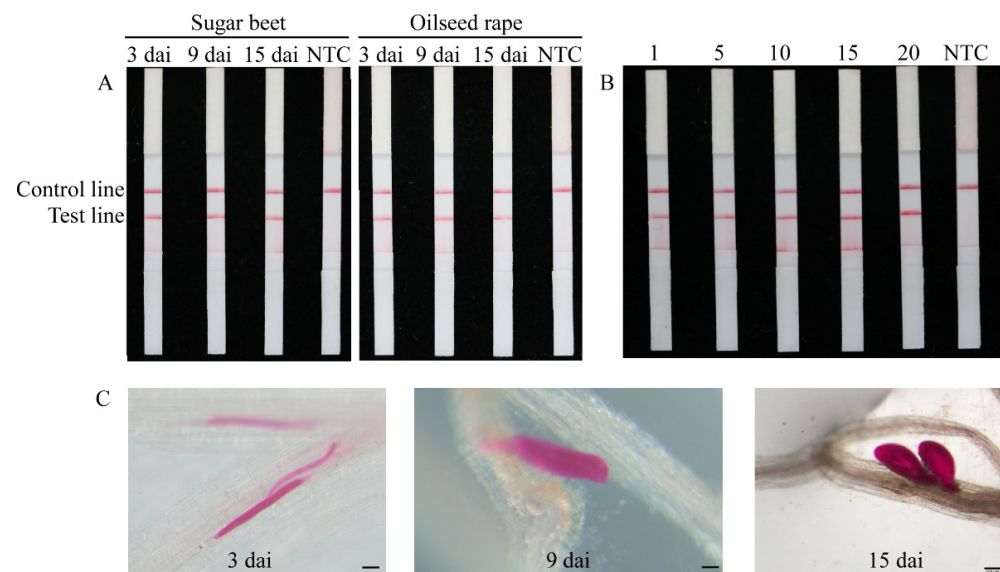 Sugar beet
Oilseed rape
3 dai 9 dai 15 dai NTC
3 dai 9 dai 15 dai NTC
1 5 10 15 20 NTC
A
B
Control line
Test line
C
3 dai
9 dai
15 dai